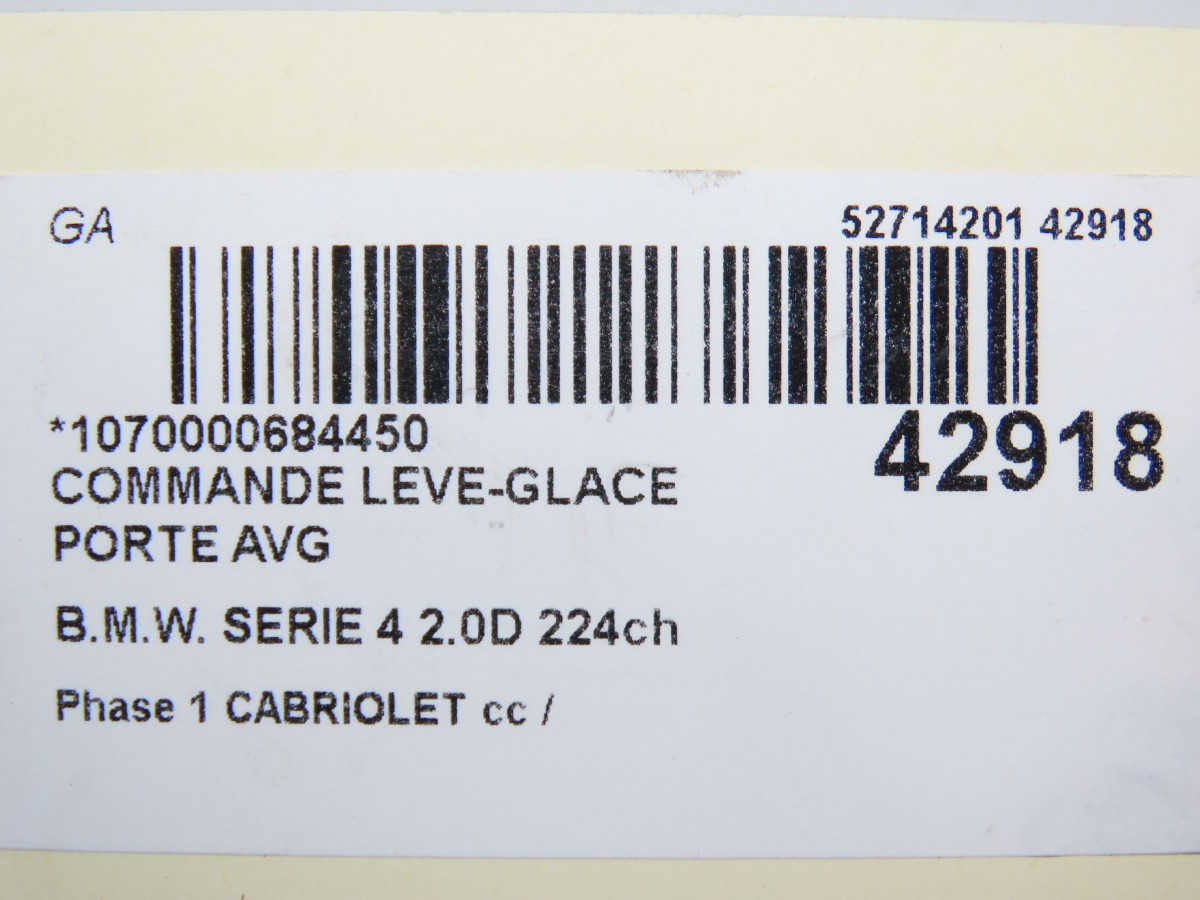 GA
52714201 42918
*1070000684450
42918
COMMANDE LEVE-GLACE
PORTE AVG
B.M.W. SERIE 4 2.0D 224ch
Phase 1 CABRIOLET cc /